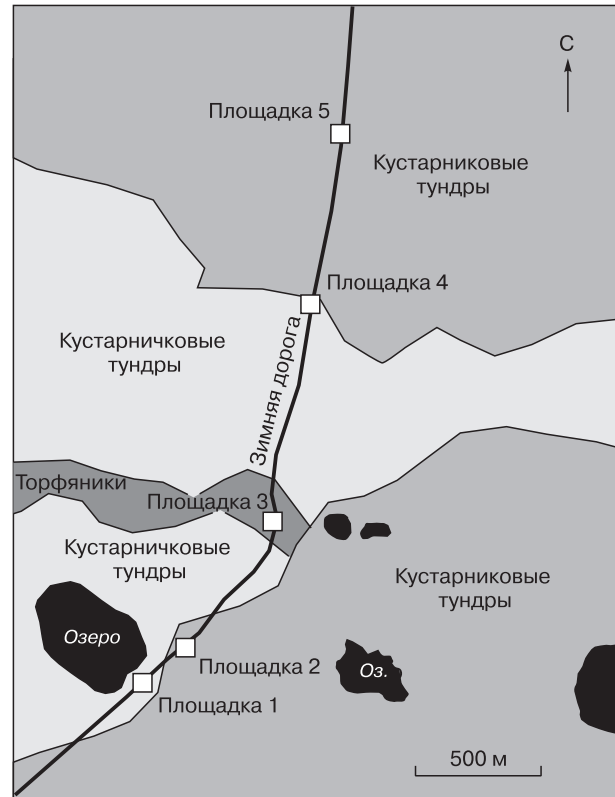 С
Площадка 5
Кустарниковые
тундры
Площадка 4
Зимняя дорога
Кустарничковые
тундры
Торфяники
Площадка 3
Кустарничковые
тундры
Кустарниковые
тундры
Озеро
Площадка 2
Оз.
Площадка 1
500 м